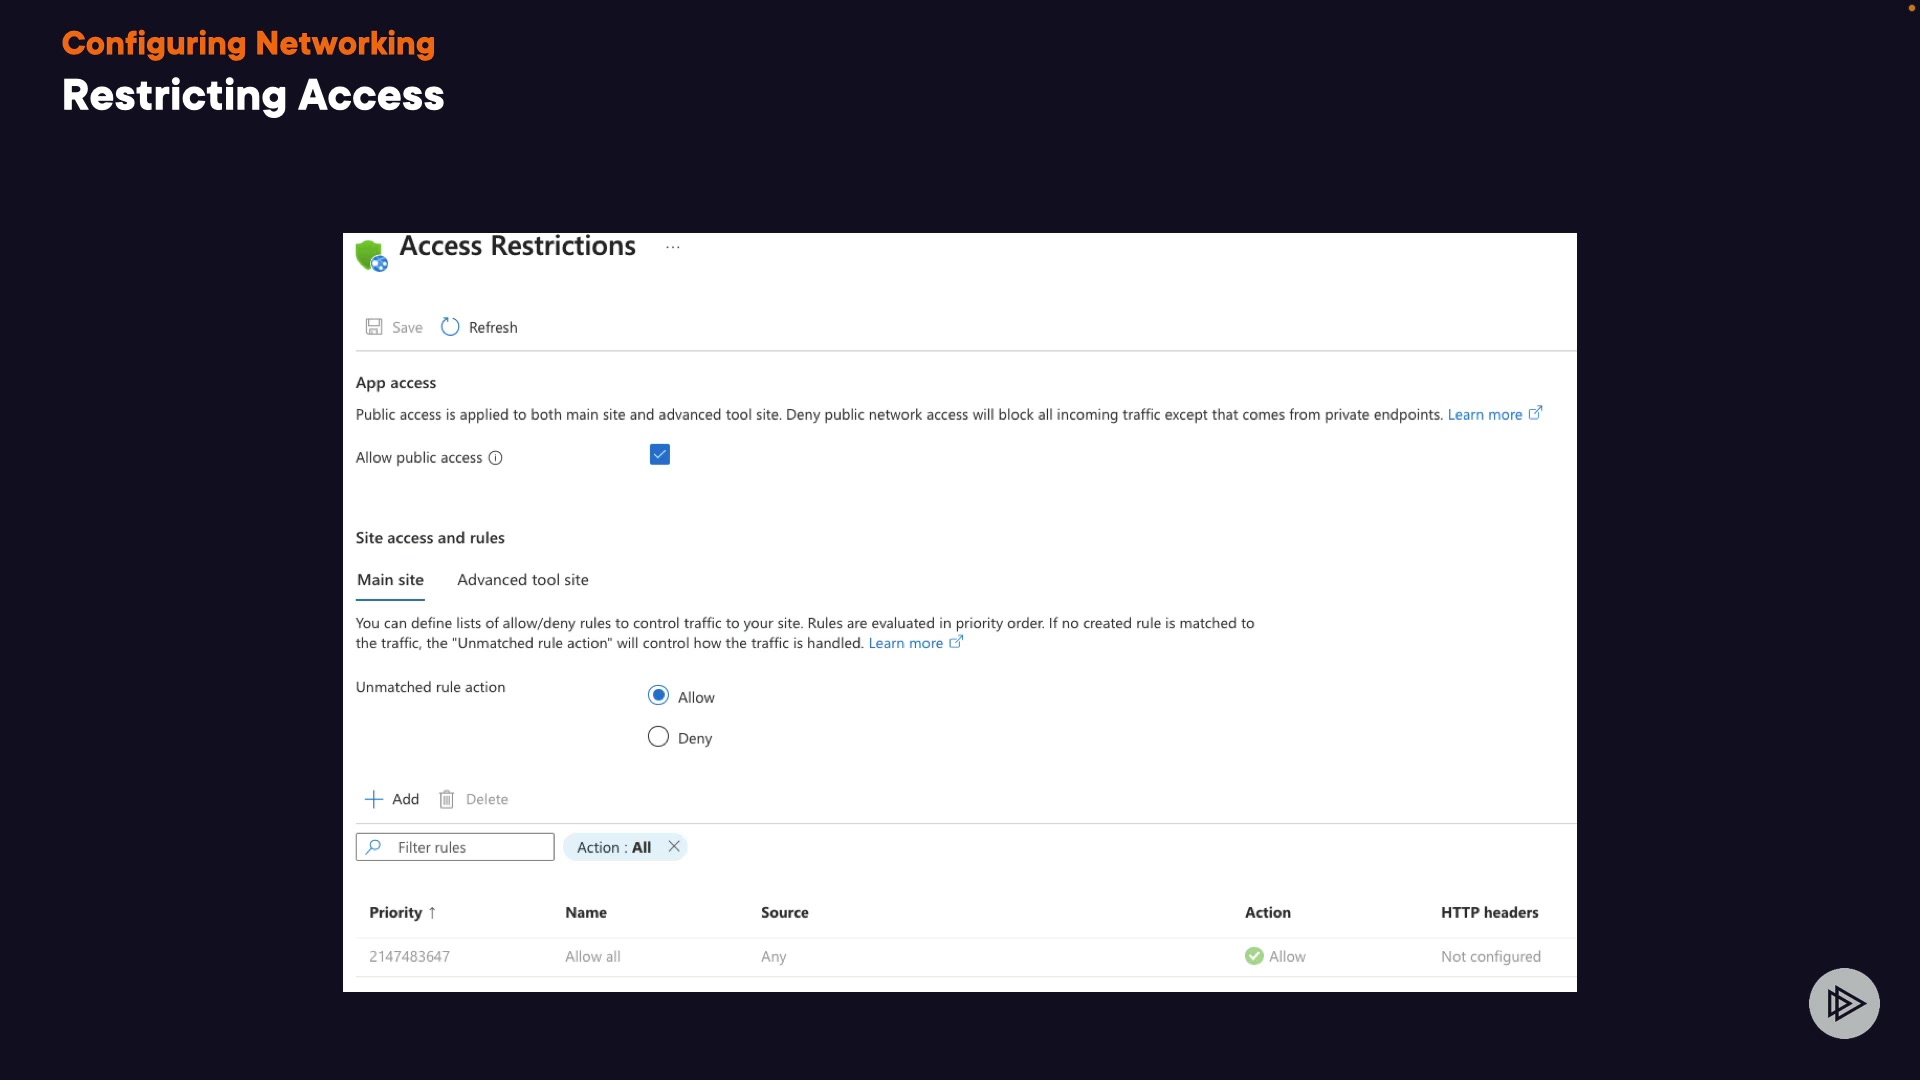 Configuring Networking
Restricting Access
Access Restrictions ...
Save Refresh
App access
Public access is applied to both main site and advanced tool site. Deny public network access will block all incoming traffic except that comes from private endpoints. Learn more
Allow public access
Site access and rules
Main site Advanced tool site
You can define lists of allow/deny rules to control traffic to your site. Rules are evaluated in priority order. If no created rule is matched to
the traffic, the "Unmatched rule action" will control how the traffic is handled. Learn more
Unmatched rule action
Allow
Deny
Add Delete
Filter rules Action : All
Priority ↑ Name Source Action HTTP headers
2147483647 Allow all Any Allow Not configured